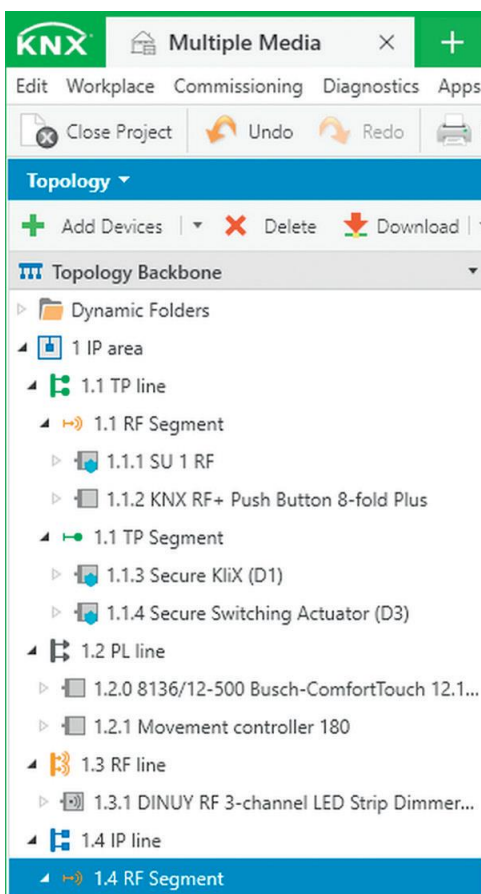 KNX Multiple Media × +
Edit Workplace Commissioning Diagnostics Apps
Close Project Undo Redo
Topology
Add Devices Delete Download
Topology Backbone
Dynamic Folders
1 IP area
1.1 TP line
1.1 RF Segment
1.1.1 SU 1 RF
1.1.2 KNX RF+ Push Button 8-fold Plus
1.1 TP Segment
1.1.3 Secure KliX (D1)
1.1.4 Secure Switching Actuator (D3)
1.2 PL line
1.2.0 8136/12-500 Busch-ComfortTouch 12.1...
1.2.1 Movement controller 180
1.3 RF line
1.3.1 DINUY RF 3-channel LED Strip Dimmer...
1.4 IP line
1.4 RF Segment